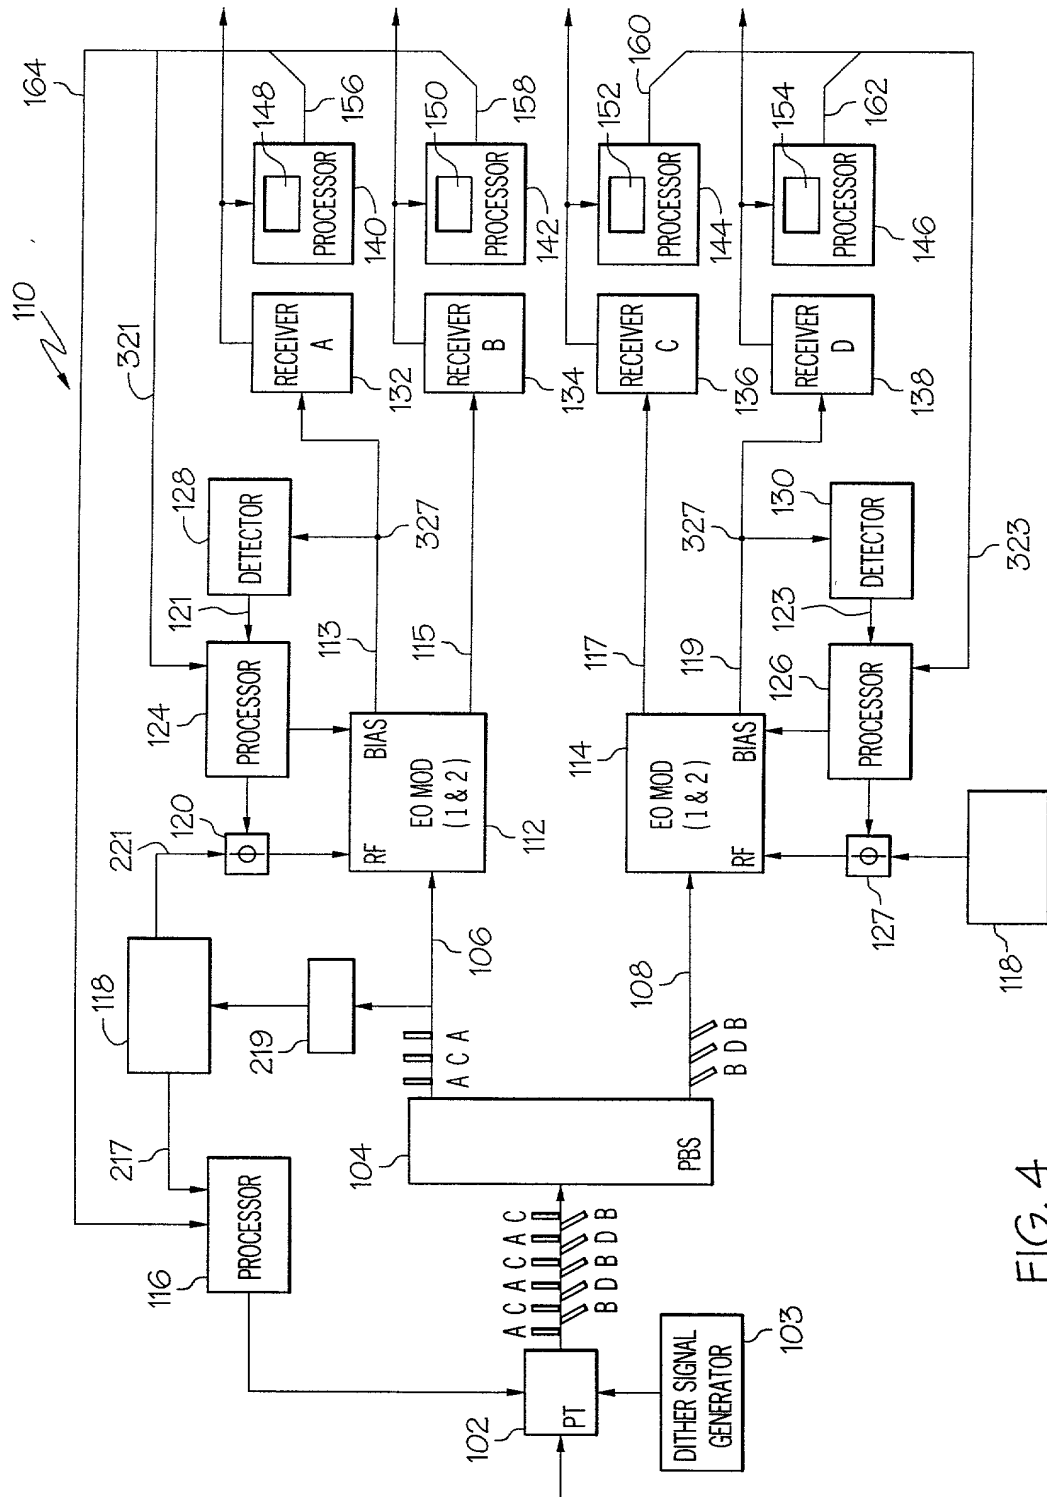 110
164
321
217
118
221
219
116
PROCESSOR
120
Φ
124
PROCESSOR
121
128
DETECTOR
RF
BIAS
EO MOD
(1 & 2)
112
113
115
327
RECEIVER
A
132
RECEIVER
B
134
148
PROCESSOR
140
156
150
PROCESSOR
142
158
102
PT
DITHER SIGNAL
GENERATOR
103
A C A C A C A C
B D B D B D B
104
PBS
A C A
106
B D B
108
114
EO MOD
(1 & 2)
RF
BIAS
117
119
327
RECEIVER
C
136
RECEIVER
D
138
152
PROCESSOR
144
160
154
PROCESSOR
146
162
118
127
Φ
126
PROCESSOR
123
130
DETECTOR
323
FIG. 4